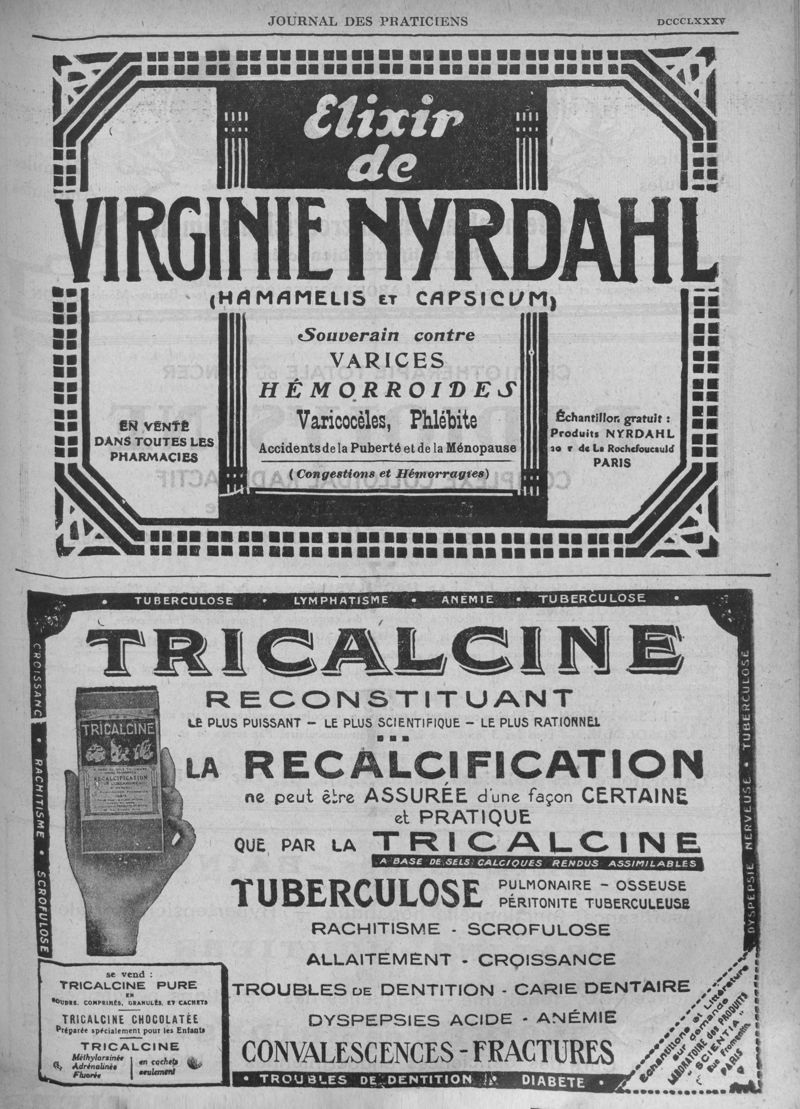 JOURNAL DES PRATICIENS
DCCCLXXXV
Elixir
de
VIRGINIE NYRDAHL
(HAMAMELIS ET CAPSICUM)
Souverain contre
VARICES
HÉMORROIDES
Varicocèles, Phlébite
Accidents de la Puberté et de la Ménopause
(Congestions et Hémorragies)
EN VENTE
DANS TOUTES LES
PHARMACIES
Échantillon gratuit :
Produits NYRDAHL
20 r de La Rochefoucauld
PARIS
• TUBERCULOSE • LYMPHATISME • ANÉMIE • TUBERCULOSE •
CROISSANC • RACHITISME • SCROFULOSE
DYSPEPSIE NERVEUSE • TUBERCULOSE
TRICALCINE
RECONSTITUANT
LE PLUS PUISSANT – LE PLUS SCIENTIFIQUE – LE PLUS RATIONNEL
TRICALCINE
RECALCIFICATION
LA RECALCIFICATION
ne peut être ASSURÉE d'une façon CERTAINE
et PRATIQUE
QUE PAR LA TRICALCINE
A BASE DE SELS CALCIQUES RENDUS ASSIMILABLES
TUBERCULOSE PULMONAIRE – OSSEUSE
PÉRITONITE TUBERCULEUSE
RACHITISME - SCROFULOSE
ALLAITEMENT - CROISSANCE
TROUBLES DE DENTITION - CARIE DENTAIRE
DYSPEPSIES ACIDE - ANÉMIE
CONVALESCENCES - FRACTURES
• TROUBLES DE DENTITION • DIABÈTE •
se vend :
TRICALCINE PURE
EN
POUDRE, COMPRIMÉS, GRANULÉS, ET CACHETS
TRICALCINE CHOCOLATÉE
Préparée spécialement pour les Enfants
TRICALCINE
Méthylarsinée
Adrénalinée
Fluorée
en cachets
seulement
Échantillons et Littérature
sur demande
LABORATOIRE des PRODUITS
"SCIENTIA"
Rue Fromentin
PARIS